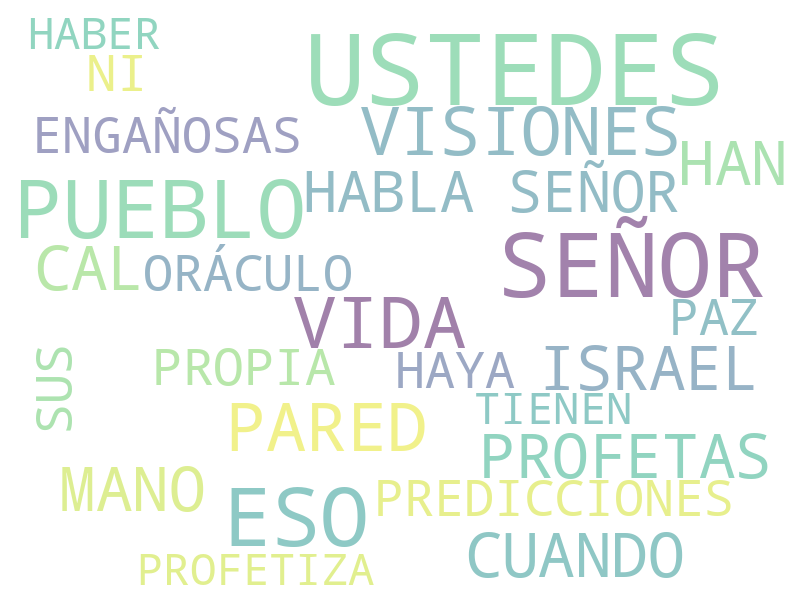 HABER
NI
USTEDES
ENGAÑOSAS
VISIONES
HAN
PUEBLO
HABLA SEÑOR
CAL
ORÁCULO
SEÑOR
VIDA
PAZ
SUS
PROPIA
HAYA
ISRAEL
PARED
TIENEN
PROFETAS
MANO
ESO
PREDICCIONES
PROFETIZA
CUANDO